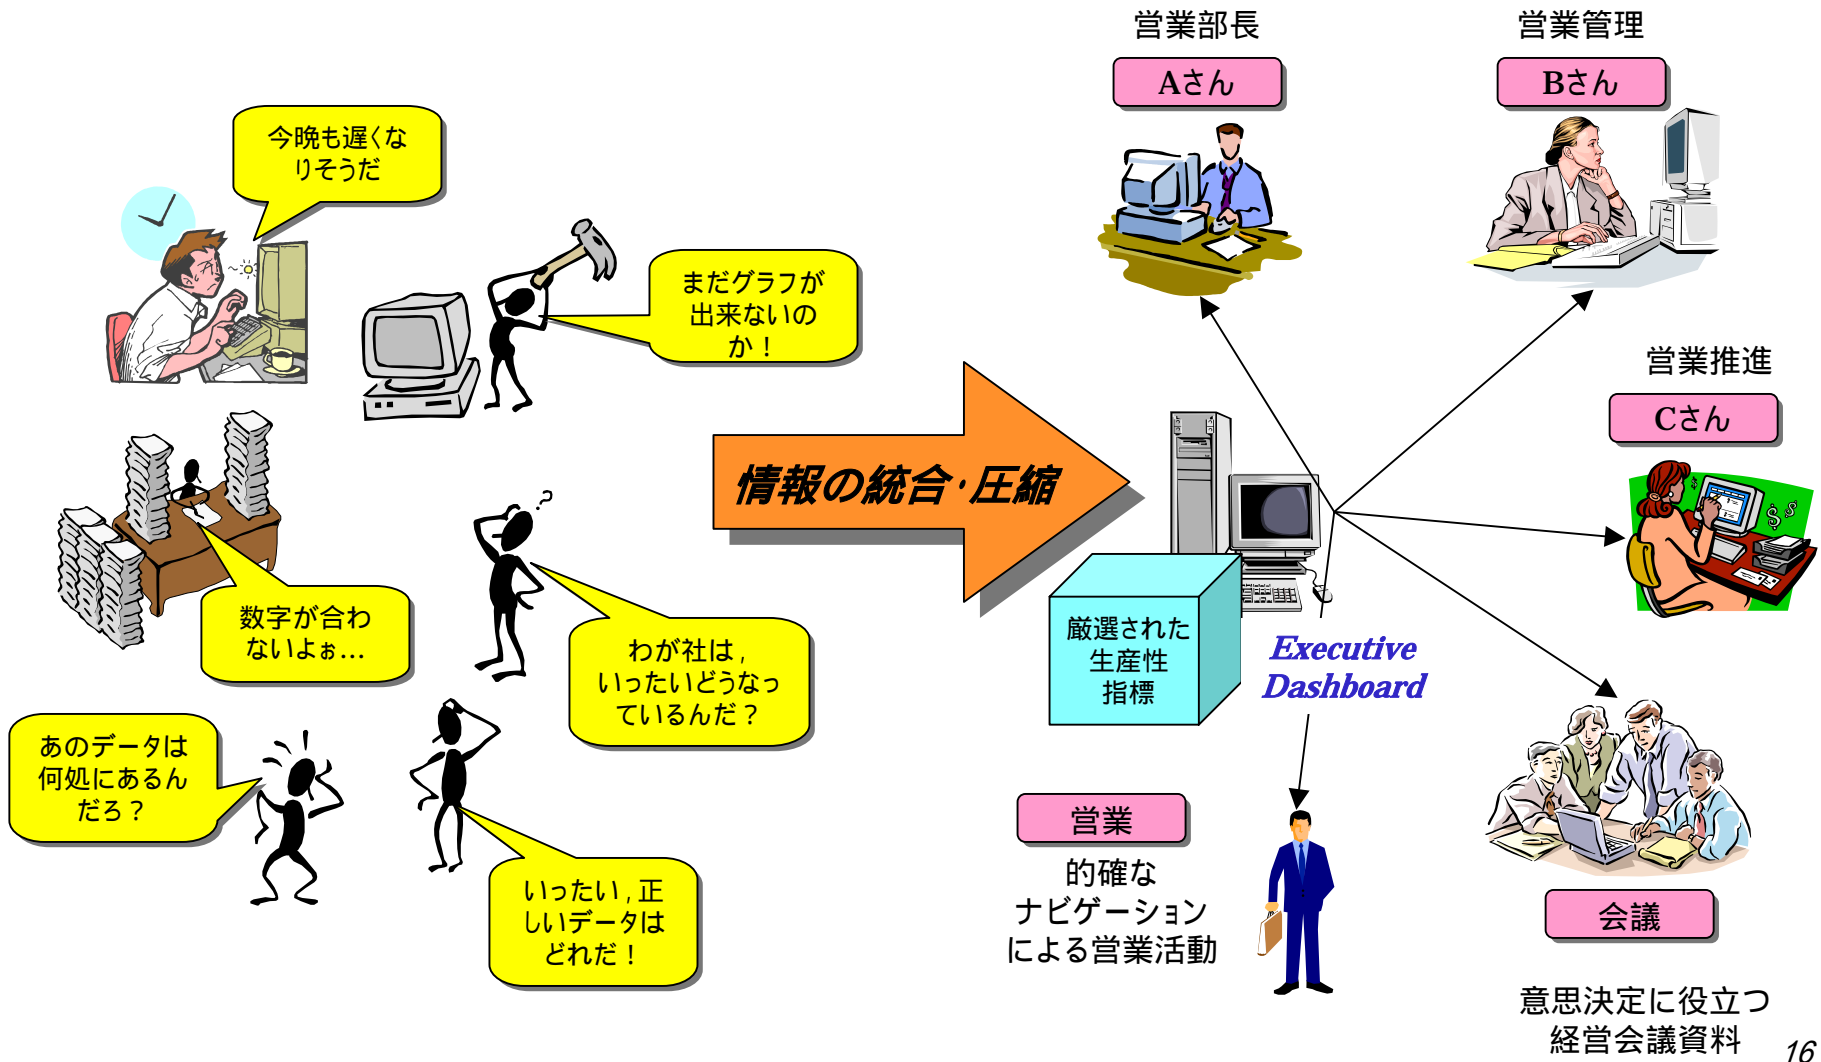 営業部長
Aさん
営業管理
Bさん
今晩も遅くな
りそうだ
まだグラフが
出来ないの
か！
営業推進
Cさん
情報の統合・圧縮
数字が合わ
ないよぉ…
わが社は，
いったいどうなっ
ているんだ？
?
厳選された
生産性
指標
Executive
Dashboard
$
$
$
あのデータは
何処にあるん
だろ？
いったい，正
しいデータは
どれだ！
営業
的確な
ナビゲーション
による営業活動
会議
意思決定に役立つ
経営会議資料
16